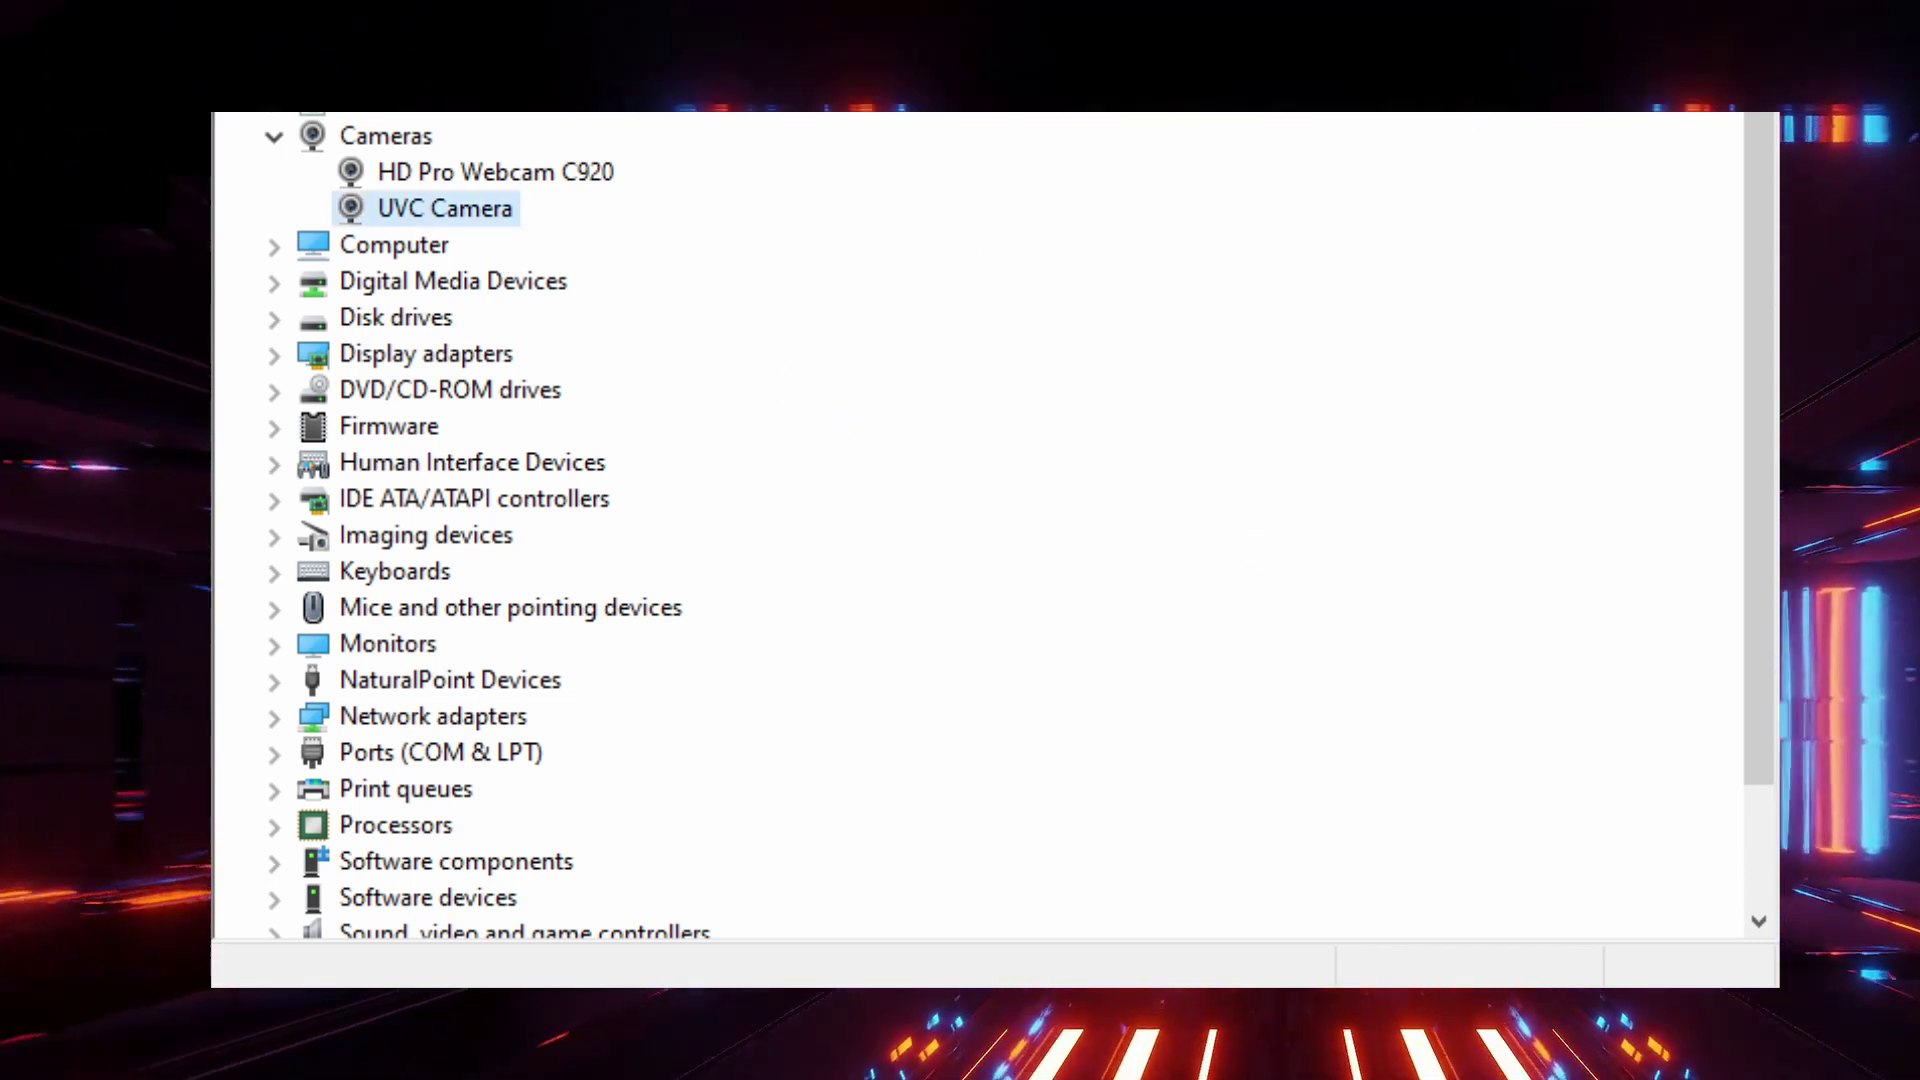 Cameras
HD Pro Webcam C920
UVC Camera
Computer
Digital Media Devices
Disk drives
Display adapters
DVD/CD-ROM drives
Firmware
Human Interface Devices
IDE ATA/ATAPI controllers
Imaging devices
Keyboards
Mice and other pointing devices
Monitors
NaturalPoint Devices
Network adapters
Ports (COM & LPT)
Print queues
Processors
Software components
Software devices
Sound, video and game controllers